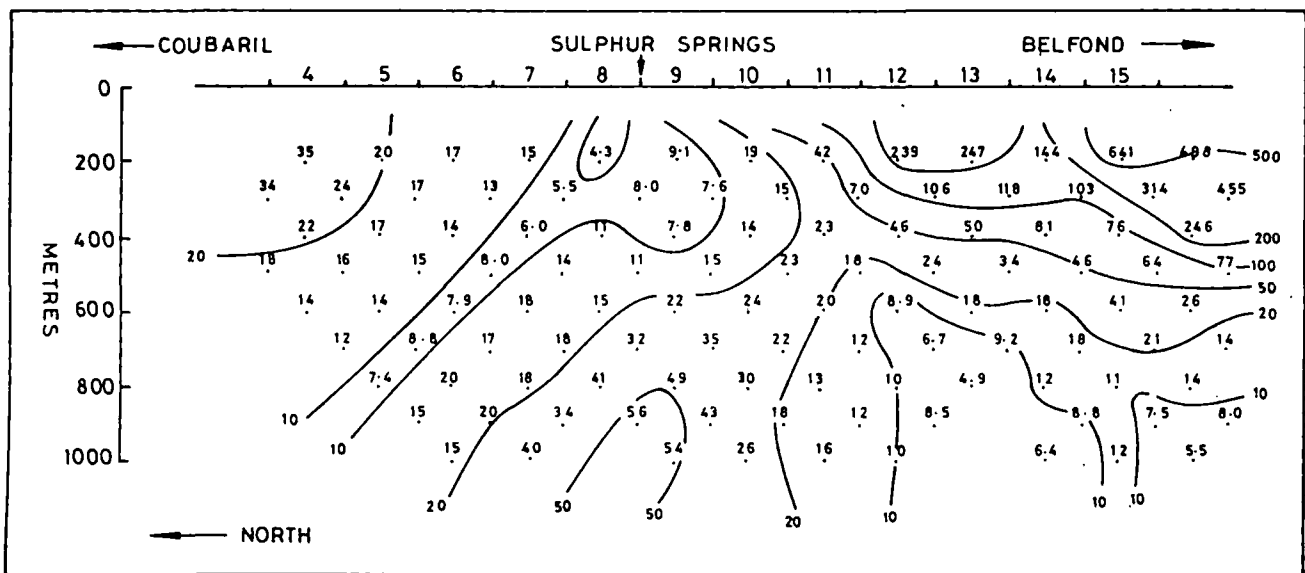 COUBARIL SULPHUR SPRINGS BELFOND
4 5 6 7 8 9 10 11 12 13 14 15
0
35 20 17 15 4.3 9.1 19 42 239 247 144 641 488 500
200
34 24 17 13 5.5 8.0 7.6 15 70 106 118 103 314 455
22 17 14 6.0 11 7.8 14 23 46 50 81 76 246 200
400
20
18 16 15 8.0 14 11 15 23 18 24 34 46 64 77 100
50
14 14 7.9 18 15 22 24 20 8.9 18 18 41 26 20
600
METRES
12 8.8 17 18 32 35 22 12 6.7 9.2 18 21 14
800 7.4 20 18 41 49 30 13 10 4.9 12 11 14
10
10 15 20 34 56 43 18 12 8.5 8.8 7.5 8.0
10
1000 15 40 54 26 16 10 6.4 12 5.5
20 50 50 20 10 10 10
NORTH